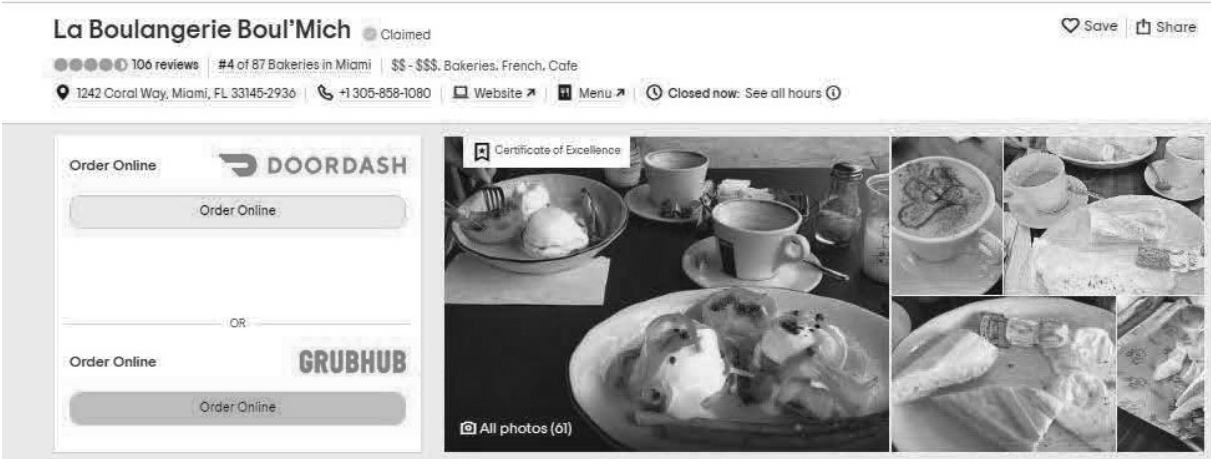 La Boulangerie Boul'Mich Claimed
Save Share
106 reviews #4 of 87 Bakeries in Miami $$ - $$$, Bakeries, French, Cafe
1242 Coral Way, Miami, FL 33145-2936 +1 305-858-1080 Website Menu Closed now: See all hours
Order Online DOORDASH
Order Online
OR
Order Online GRUBHUB
Order Online
Certificate of Excellence
All photos (61)